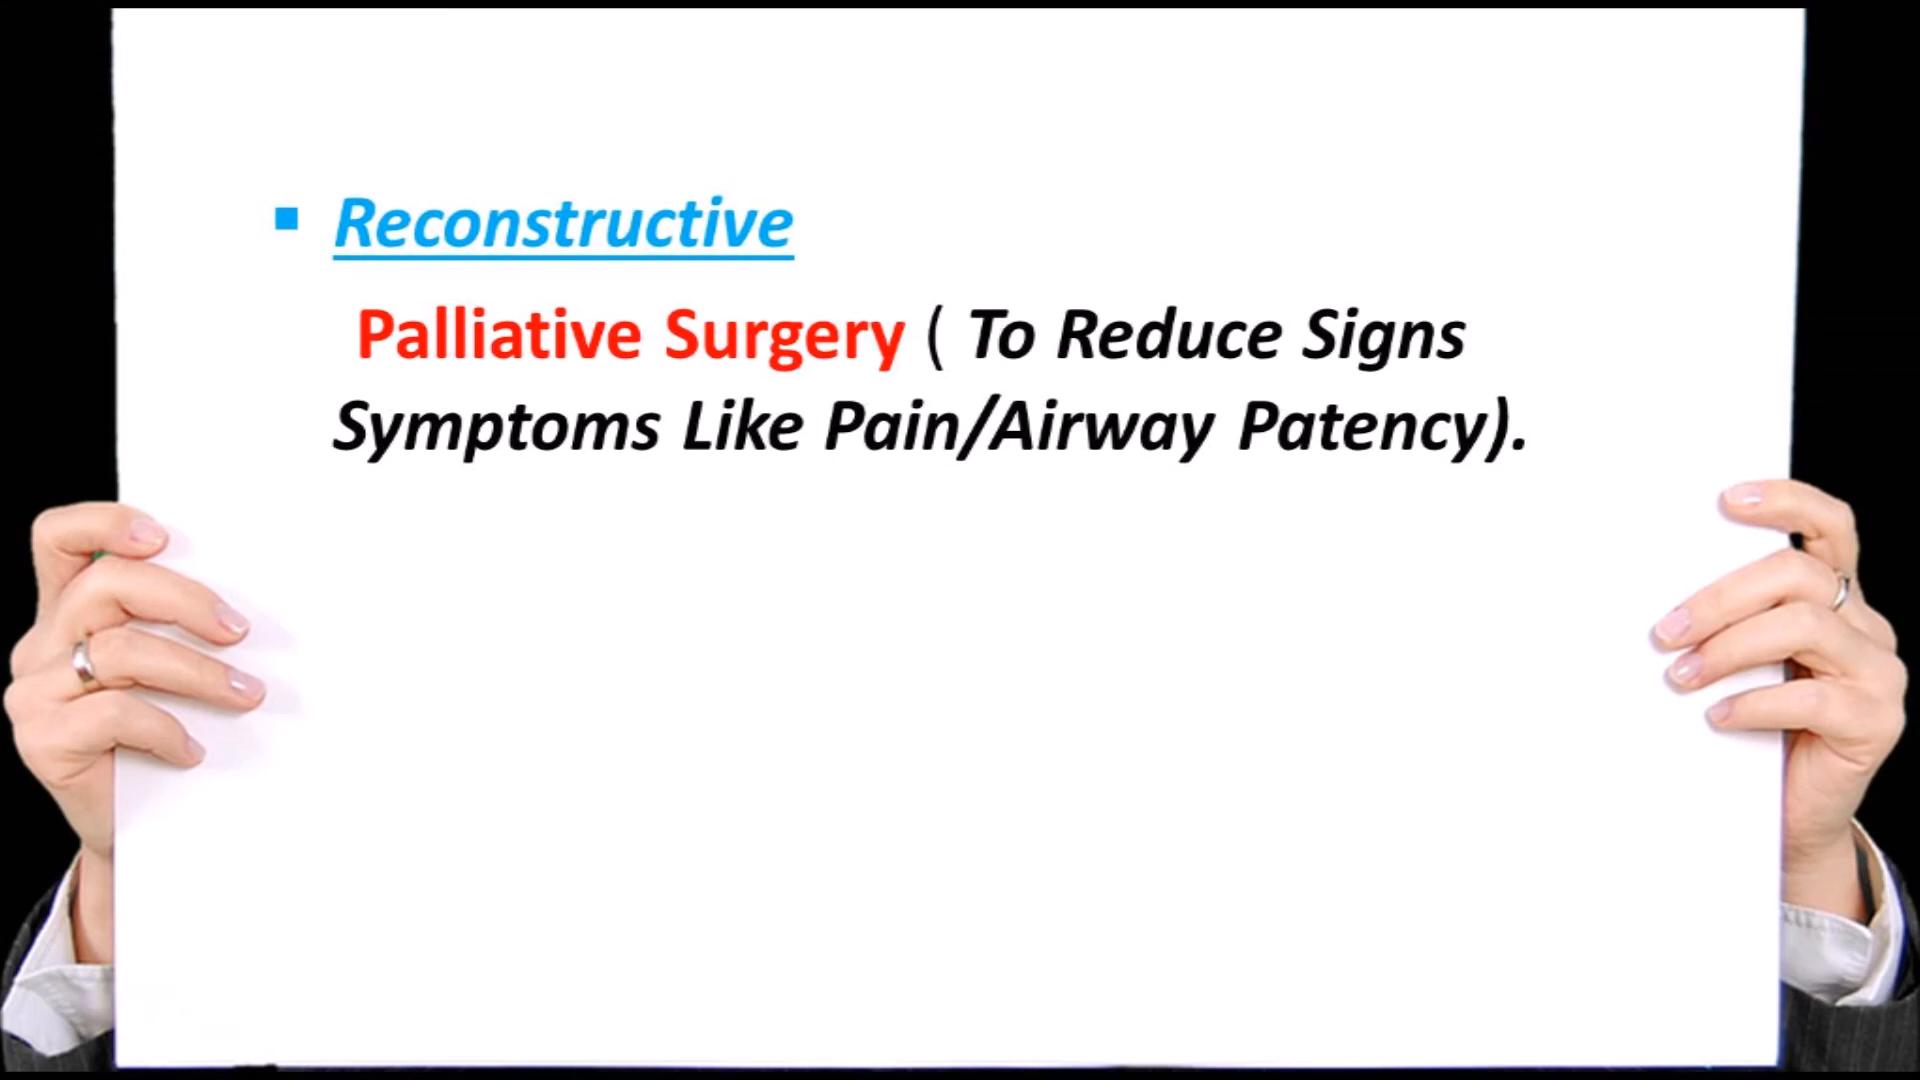 ▪ Reconstructive
Palliative Surgery ( To Reduce Signs
Symptoms Like Pain/Airway Patency).